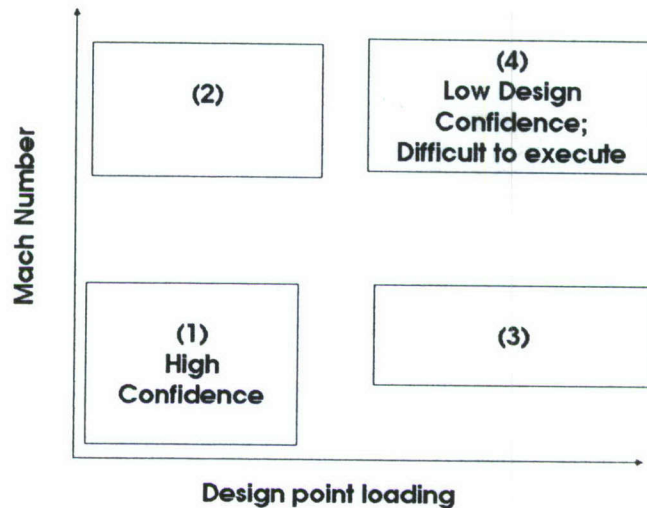 Mach Number
(2)
(4)
Low Design
Confidence;
Difficult to execute
(1)
High
Confidence
(3)
Design point loading